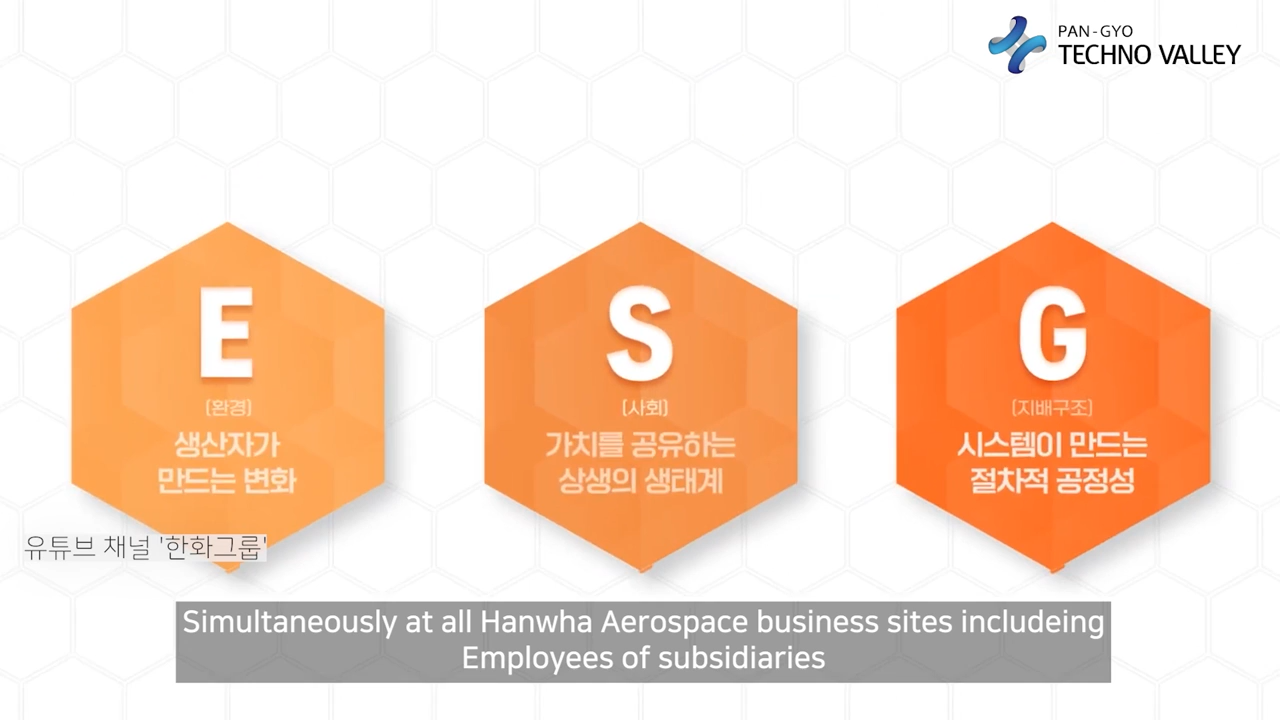 PAN-GYO
TECHNO VALLEY
E
(환경)
생산자가
만드는 변화
S
(사회)
가치를 공유하는
상생의 생태계
G
(지배구조)
시스템이 만드는
절차적 공정성
유튜브 채널 '한화그룹'
Simultaneously at all Hanwha Aerospace business sites includeing
Employees of subsidiaries